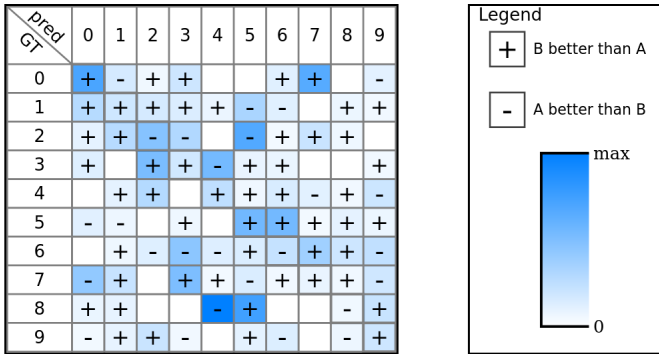 pred
GT 0 1 2 3 4 5 6 7 8 9
0 + - + + + + -
1 + + + + + - - + +
2 + + - - - + + +
3 + + + - + + +
4 + + + + + - + -
5 - - + + + + + +
6 + - - - + - + + -
7 - + + + - + + + -
8 + + - + - +
9 - + + - + - - +
Legend
+ B better than A
- A better than B
max
0